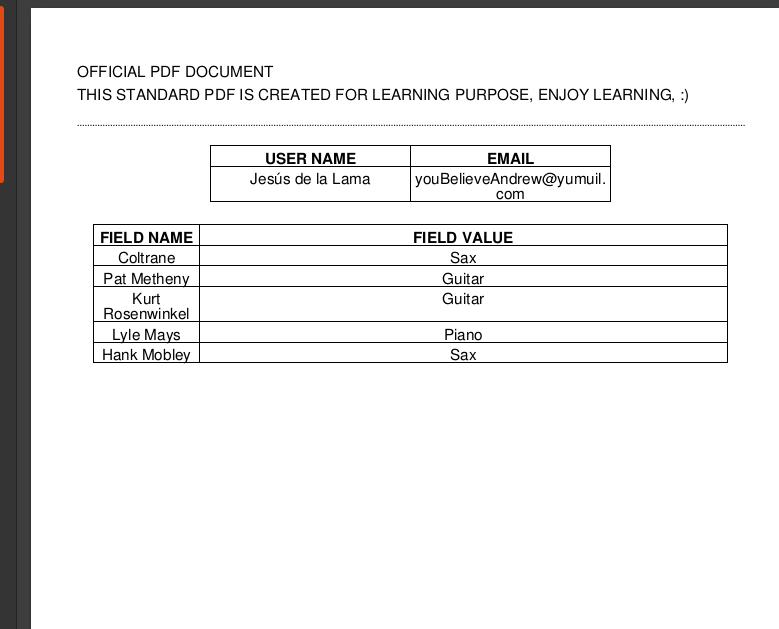 OFFICIAL PDF DOCUMENT
THIS STANDARD PDF IS CREATED FOR LEARNING PURPOSE, ENJOY LEARNING, :)
USER NAME EMAIL
Jesús de la Lama youBelieveAndrew@yumuil.
com
FIELD NAME FIELD VALUE
Coltrane Sax
Pat Metheny Guitar
Kurt Guitar
Rosenwinkel
Lyle Mays Piano
Hank Mobley Sax